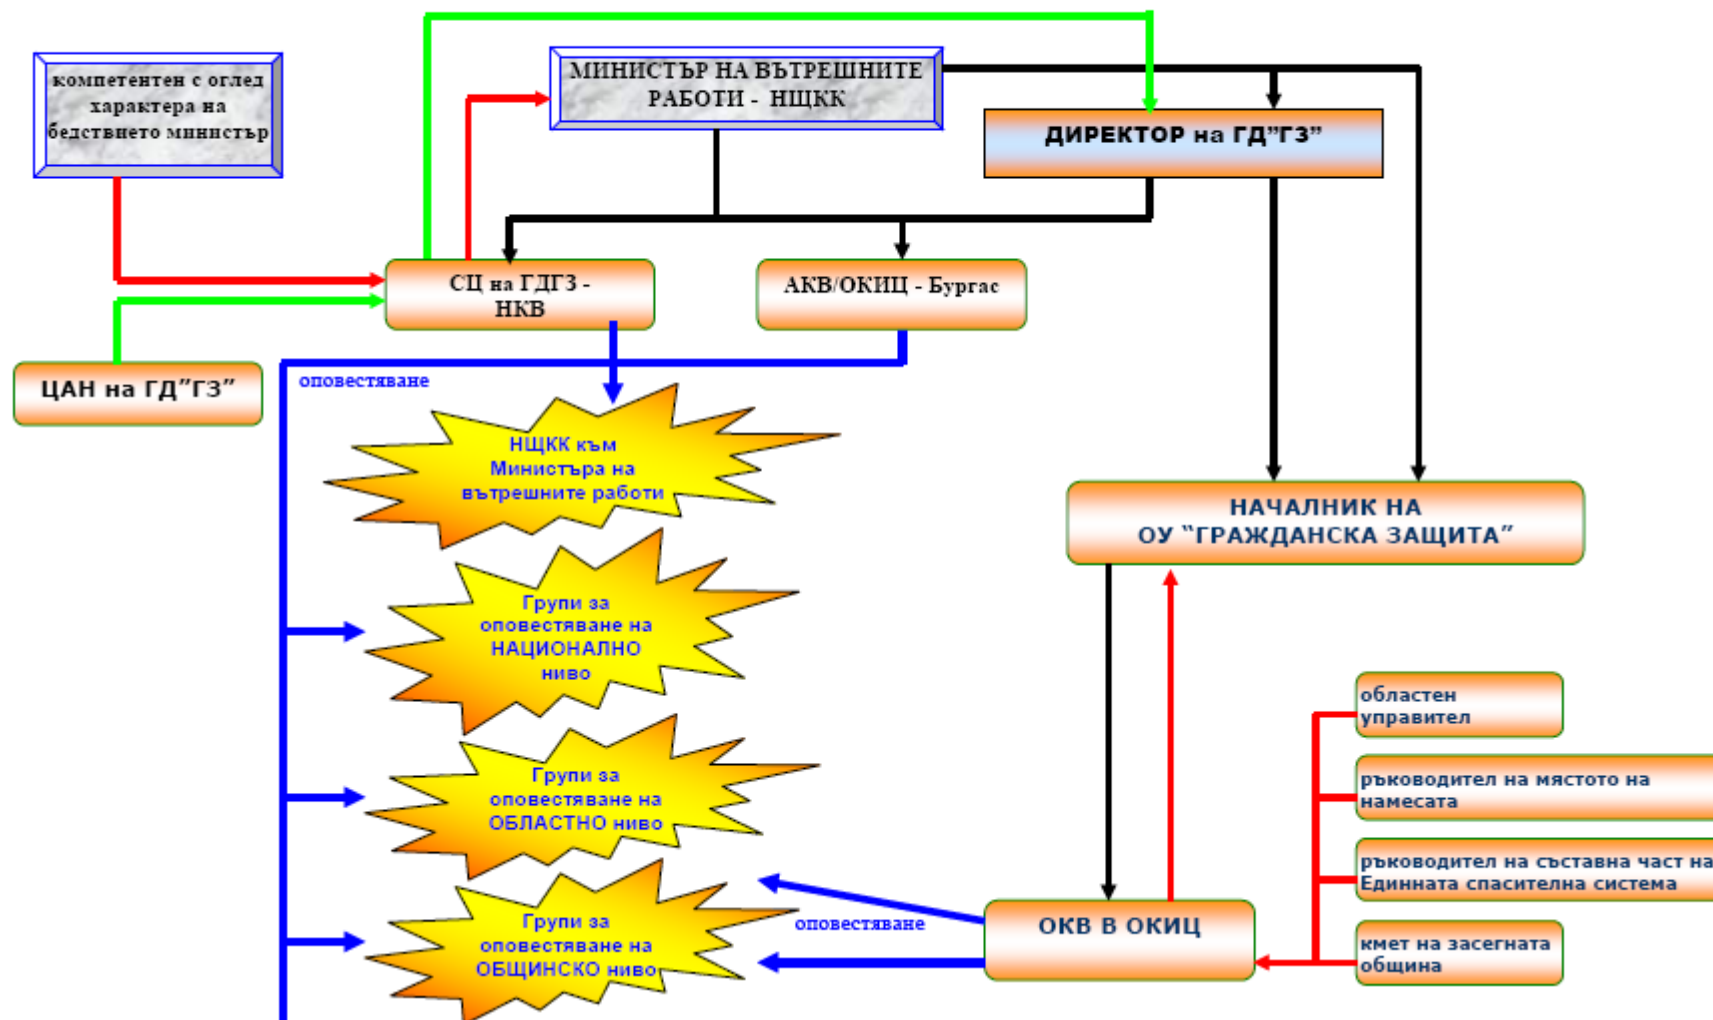 компетентен с оглед
характера на
бедствието министър
МИНИСТЪР НА ВЪТРЕШНИТЕ
РАБОТИ - НЩКК
ДИРЕКТОР на ГД"ГЗ"
СЦ на ГДГЗ -
НКВ
АКВ/ОКИЦ - Бургас
ЦАН на ГД"ГЗ"
оповестяване
НЩКК към
Министъра на
вътрешните работи
НАЧАЛНИК НА
ОУ "ГРАЖДАНСКА ЗАЩИТА"
Групи за
оповестяване на
НАЦИОНАЛНО
ниво
областен
управител
Групи за
оповестяване на
ОБЛАСТНО ниво
ръководител на мястото на
намесата
ръководител на съставна част на
Единната спасителна система
Групи за
оповестяване на
ОБЩИНСКО ниво
оповестяване
ОКВ В ОКИЦ
кмет на засегната
община